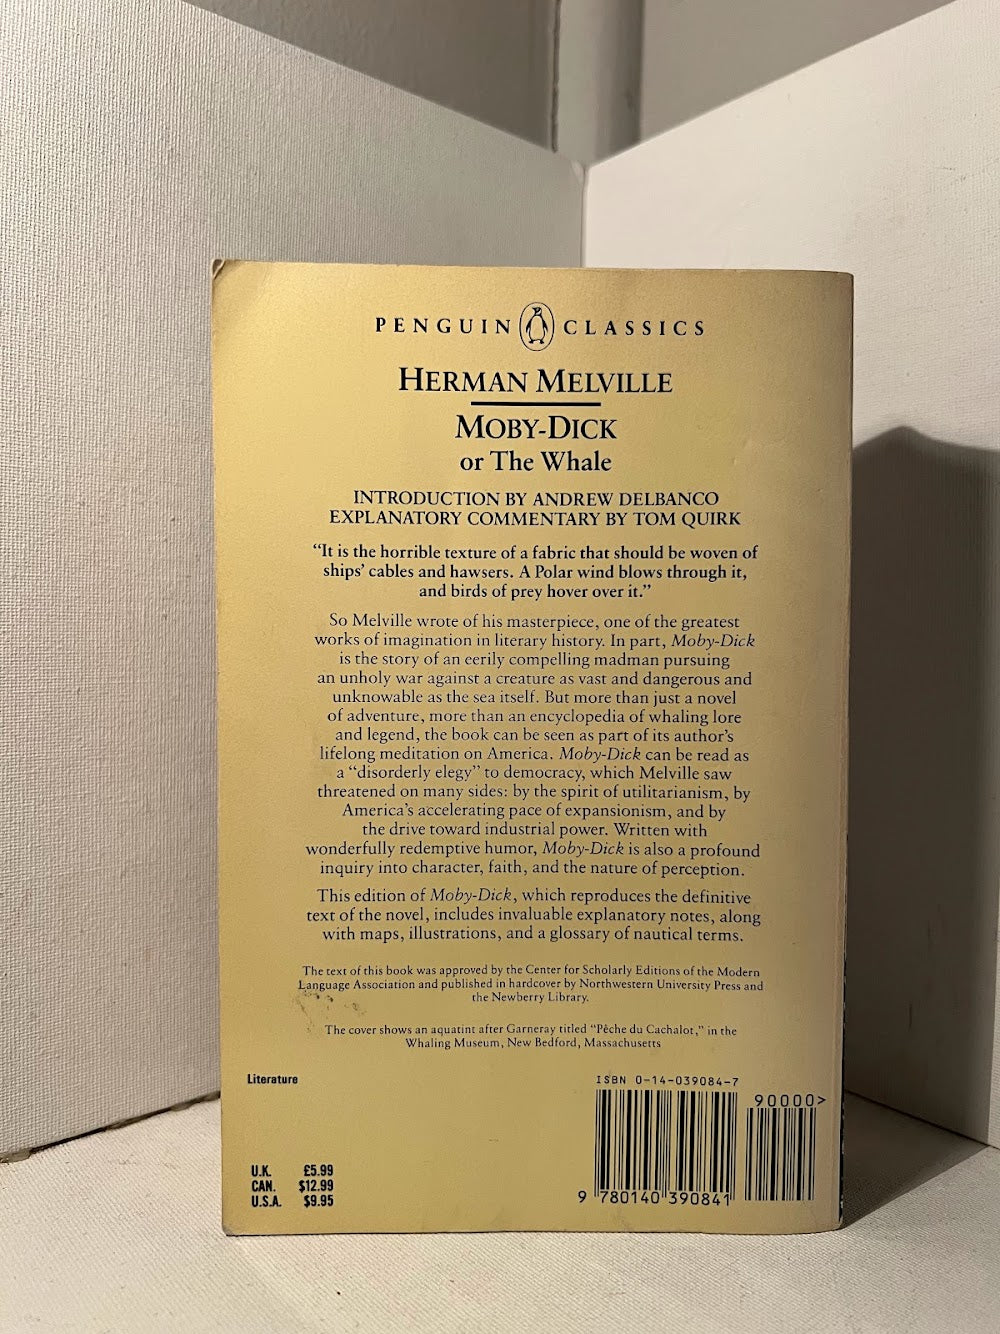 PENGUIN CLASSICS
HERMAN MELVILLE
MOBY-DICK
or The Whale
INTRODUCTION BY ANDREW DELBANCO
EXPLANATORY COMMENTARY BY TOM QUIRK
“It is the horrible texture of a fabric that should be woven of
ships’ cables and hawsers. A Polar wind blows through it,
and birds of prey hover over it.”
So Melville wrote of his masterpiece, one of the greatest
works of imagination in literary history. In part, Moby-Dick
is the story of an eerily compelling madman pursuing
an unholy war against a creature as vast and dangerous and
unknowable as the sea itself. But more than just a novel
of adventure, more than an encyclopedia of whaling lore
and legend, the book can be seen as part of its author’s
lifelong meditation on America. Moby-Dick can be read as
a “disorderly elegy” to democracy, which Melville saw
threatened on many sides: by the spirit of utilitarianism, by
America’s accelerating pace of expansionism, and by
the drive toward industrial power. Written with
wonderfully redemptive humor, Moby-Dick is also a profound
inquiry into character, faith, and the nature of perception.
This edition of Moby-Dick, which reproduces the definitive
text of the novel, includes invaluable explanatory notes, along
with maps, illustrations, and a glossary of nautical terms.
The text of this book was approved by the Center for Scholarly Editions of the Modern
Language Association and published in hardcover by Northwestern University Press and
the Newberry Library.
The cover shows an aquatint after Garneray titled “Pêche du Cachalot,” in the
Whaling Museum, New Bedford, Massachusetts
Literature
ISBN 0-14-039084-7
90000>
U.K. £5.99
CAN. $12.99
U.S.A. $9.95
9 780140 390841